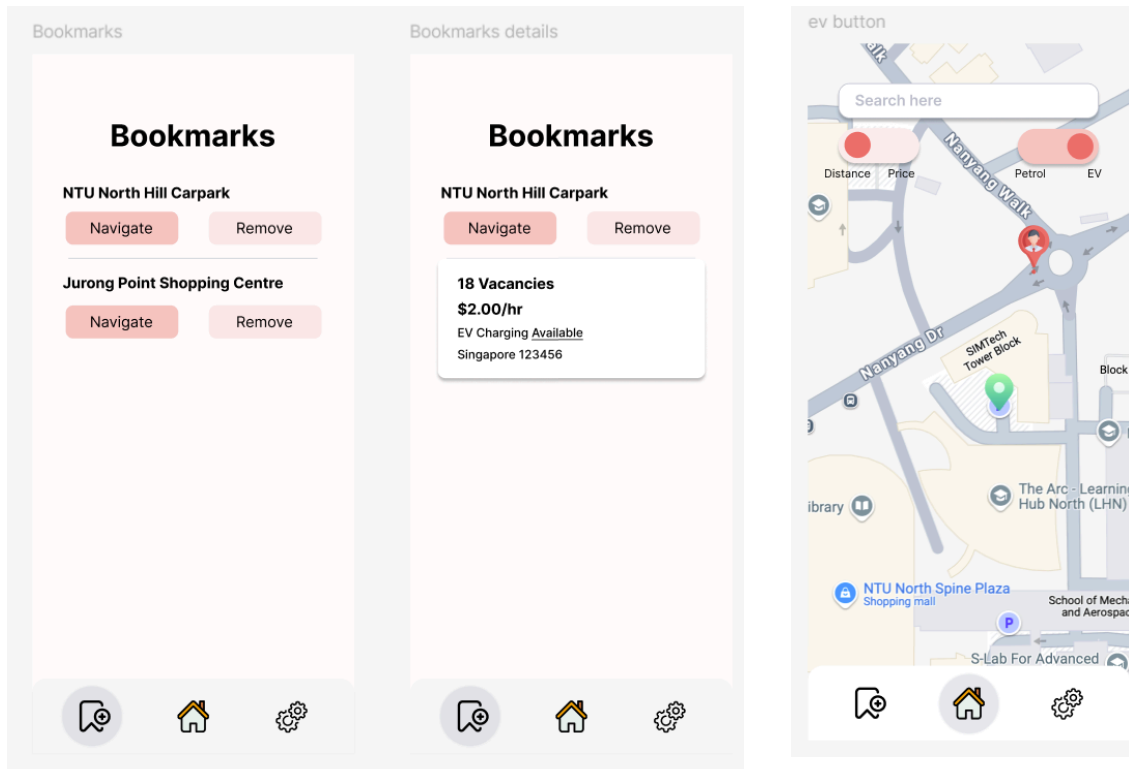 Bookmarks
Bookmarks
NTU North Hill Carpark
Navigate
Remove
Jurong Point Shopping Centre
Navigate
Remove
Bookmarks details
Bookmarks
NTU North Hill Carpark
Navigate
Remove
18 Vacancies
$2.00/hr
EV Charging Available
Singapore 123456
ev button
Walk
Search here
Distance
Price
Petrol
EV
Nanyang Walk
Nanyang Dr
SIMTech
Tower Block
Block
The Arc - Learning
Hub North (LHN)
ibrary
NTU North Spine Plaza
Shopping mall
School of Mecha
and Aerospac
P
S-Lab For Advanced